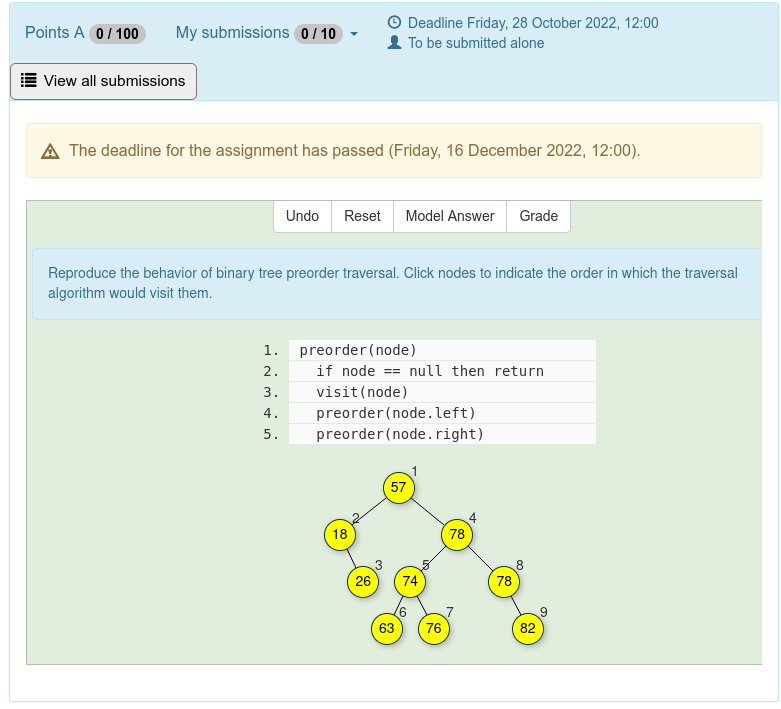 Points A 0 / 100 My submissions 0 / 10
Deadline Friday, 28 October 2022, 12:00
To be submitted alone
View all submissions
The deadline for the assignment has passed (Friday, 16 December 2022, 12:00).
Undo Reset Model Answer Grade
Reproduce the behavior of binary tree preorder traversal. Click nodes to indicate the order in which the traversal
algorithm would visit them.
1. preorder(node)
2. if node == null then return
3. visit(node)
4. preorder(node.left)
5. preorder(node.right)
1
57
2 4
18 78
3 5 8
26 74 78
6 7 9
63 76 82